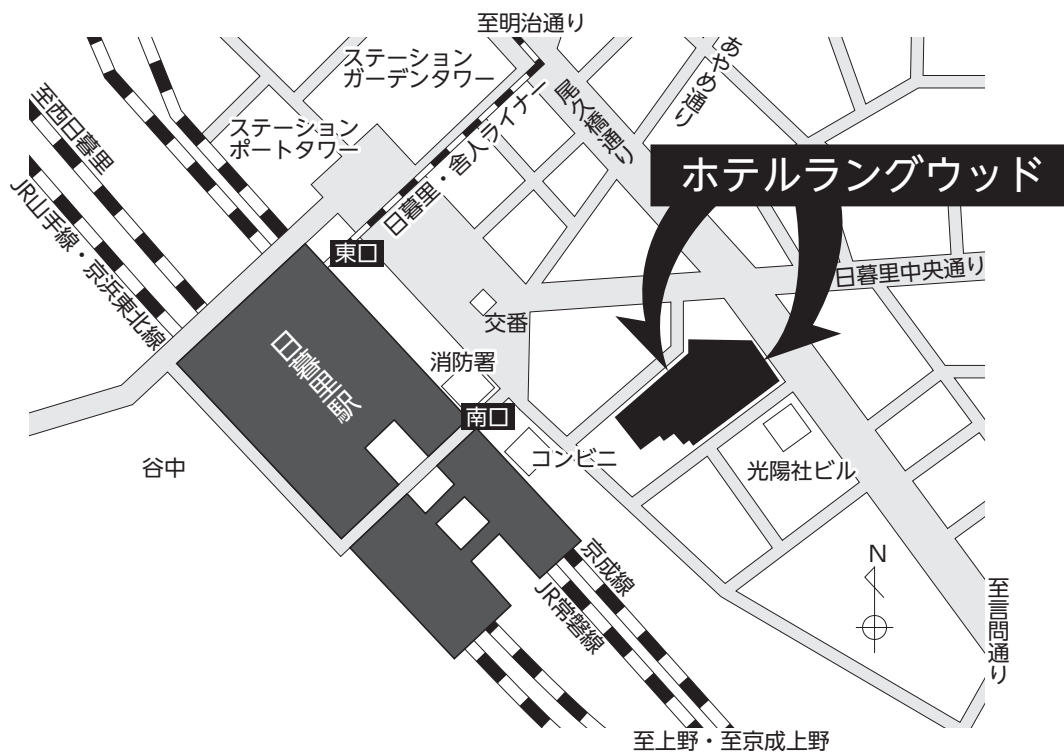 至明治通り
ステーション
ガーデンタワー
ステーション
ポートタワー
至西日暮里
JR山手線・京浜東北線
日暮里・舎人ライナー
尾久橋通り
あやめ通り
ホテルラングウッド
東口
日暮里中央通り
交番
日暮里駅
消防署
南口
コンビニ
光陽社ビル
谷中
京成線
JR常磐線
N
至言問通り
至上野・至京成上野